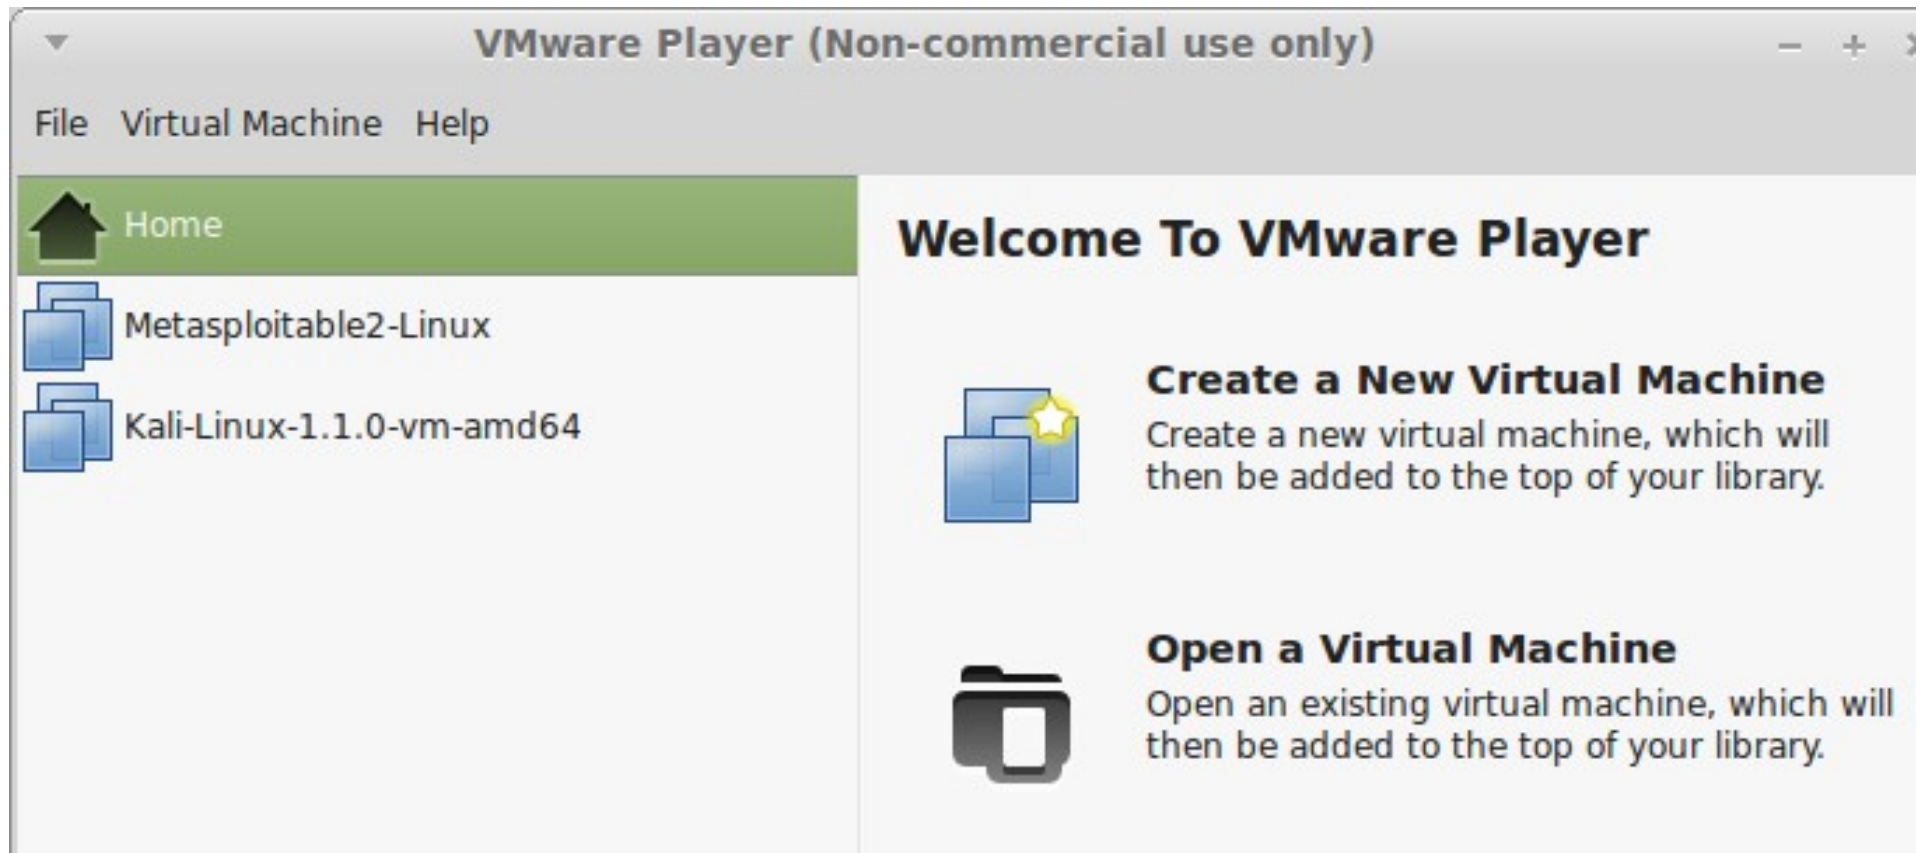 VMware Player (Non-commercial use only)
File Virtual Machine Help
Home
Metasploitable2-Linux
Kali-Linux-1.1.0-vm-amd64
Welcome To VMware Player
Create a New Virtual Machine
Create a new virtual machine, which will
then be added to the top of your library.
Open a Virtual Machine
Open an existing virtual machine, which will
then be added to the top of your library.